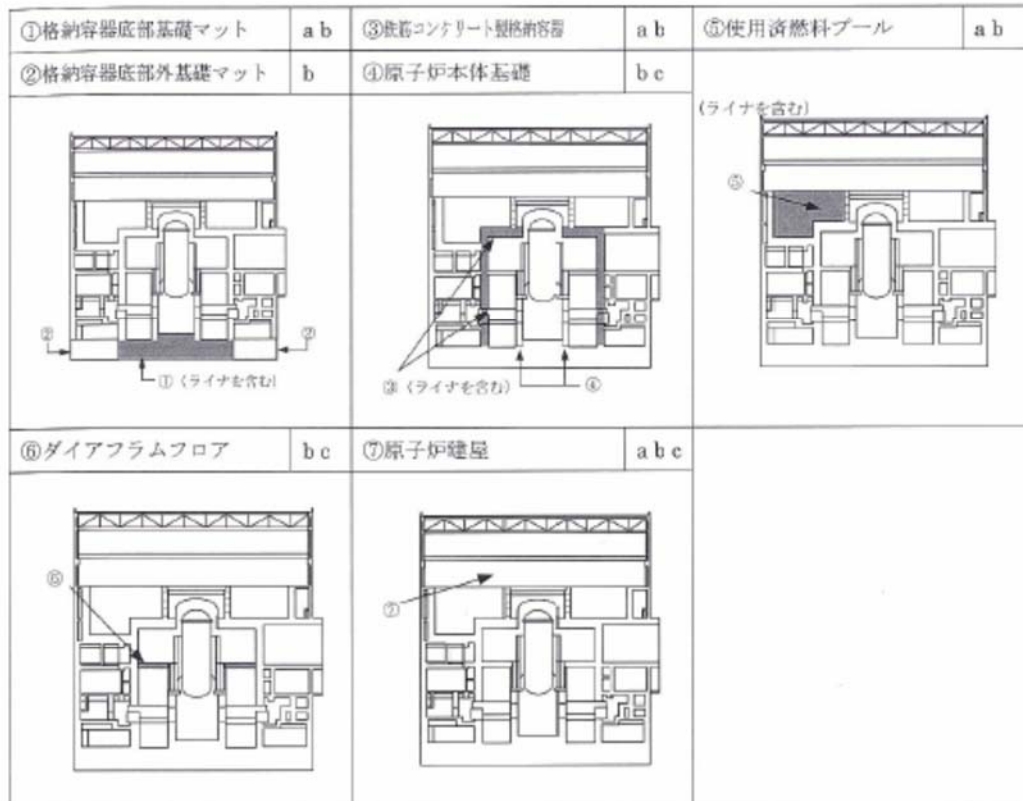 ①格納容器底部基礎マット a b ③鉄筋コンクリート製格納容器 a b ⑤使用済燃料プール a b
②格納容器底部外基礎マット b ④原子炉本体基礎 b c
(ライナを含む)
⑤
② ②
①(ライナを含む)
③(ライナを含む) ④
⑥ダイアフラムフロア b c ⑦原子炉建屋 a b c
⑥
⑦